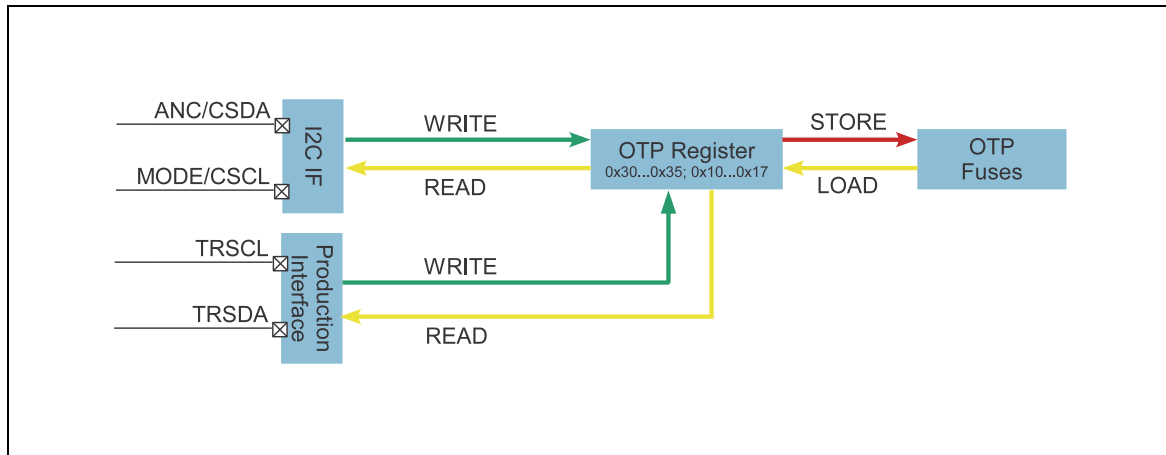 ANC/CSDA
MODE/CSCL
I2C IF
WRITE
READ
OTP Register
0x30...0x35; 0x10...0x17
STORE
LOAD
OTP
Fuses
TRSCL
TRSDA
Production
Interface
WRITE
READ